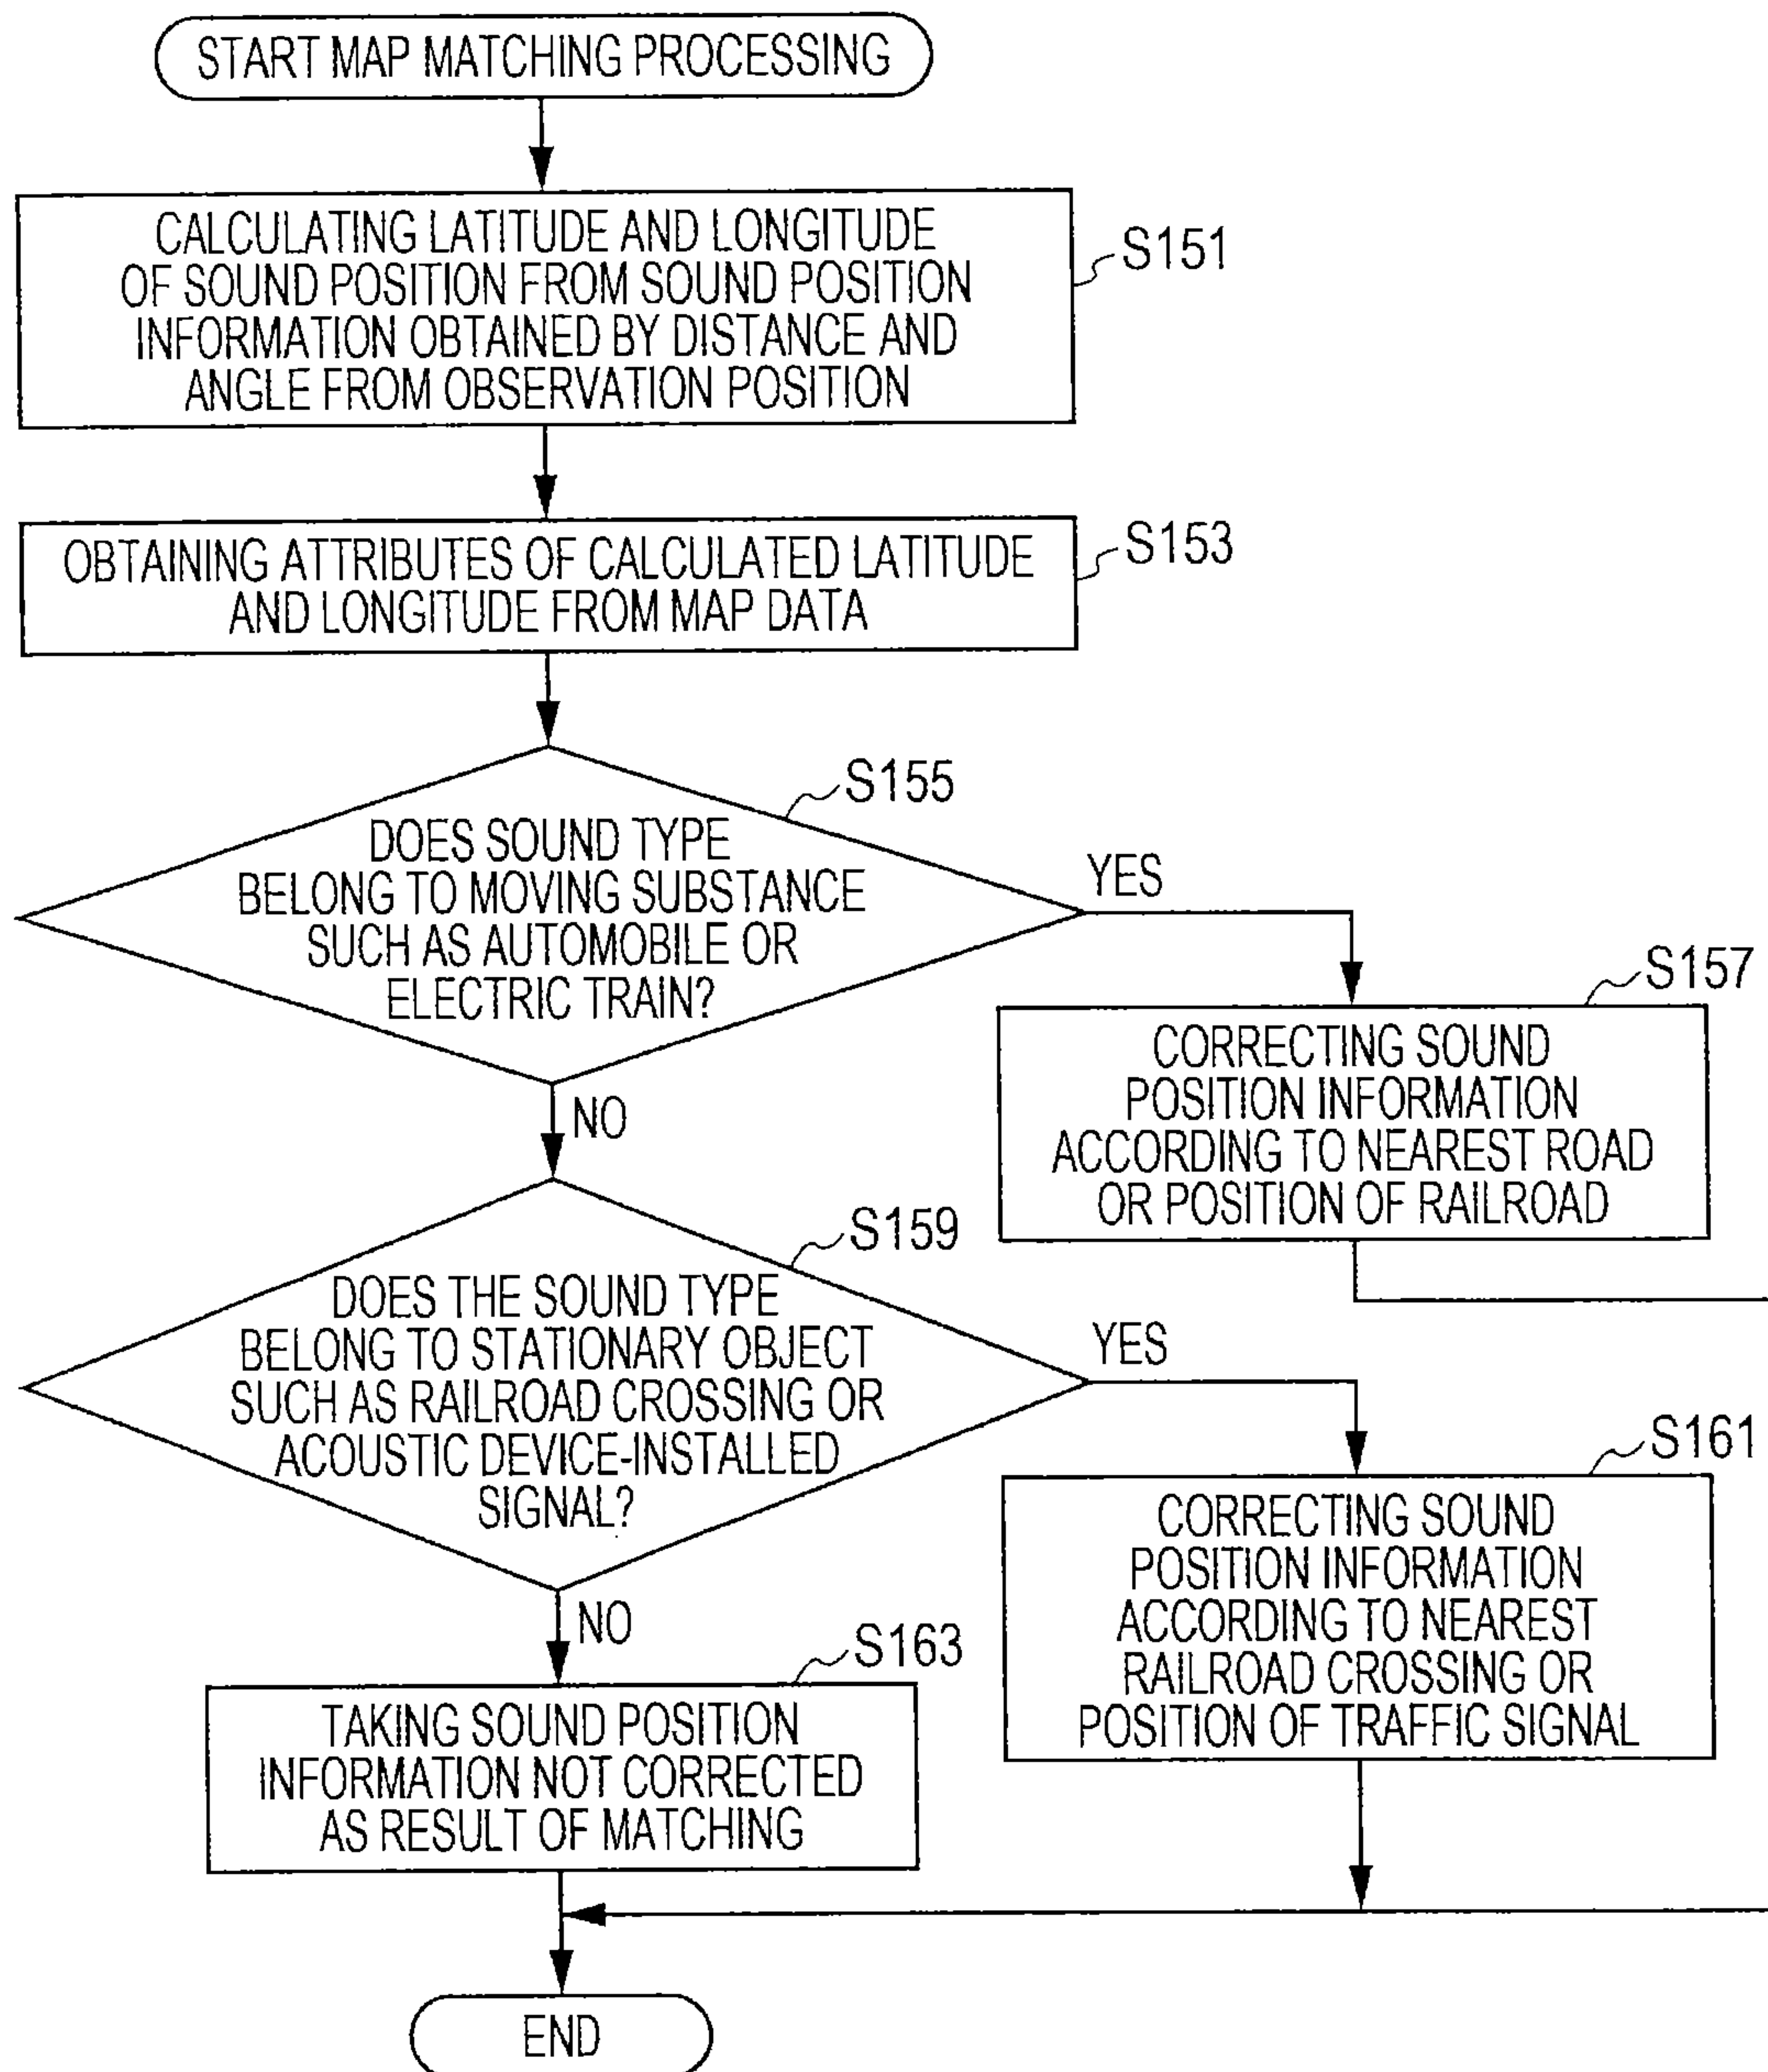 START MAP MATCHING PROCESSING
CALCULATING LATITUDE AND LONGITUDE
OF SOUND POSITION FROM SOUND POSITION
INFORMATION OBTAINED BY DISTANCE AND
ANGLE FROM OBSERVATION POSITION
S151
OBTAINING ATTRIBUTES OF CALCULATED LATITUDE
AND LONGITUDE FROM MAP DATA
S153
DOES SOUND TYPE
BELONG TO MOVING SUBSTANCE
SUCH AS AUTOMOBILE OR
ELECTRIC TRAIN?
S155
YES
NO
S157
CORRECTING SOUND
POSITION INFORMATION
ACCORDING TO NEAREST ROAD
OR POSITION OF RAILROAD
DOES THE SOUND TYPE
BELONG TO STATIONARY OBJECT
SUCH AS RAILROAD CROSSING OR
ACOUSTIC DEVICE-INSTALLED
SIGNAL?
S159
YES
NO
S161
CORRECTING SOUND
POSITION INFORMATION
ACCORDING TO NEAREST
RAILROAD CROSSING OR
POSITION OF TRAFFIC SIGNAL
S163
TAKING SOUND POSITION
INFORMATION NOT CORRECTED
AS RESULT OF MATCHING
END